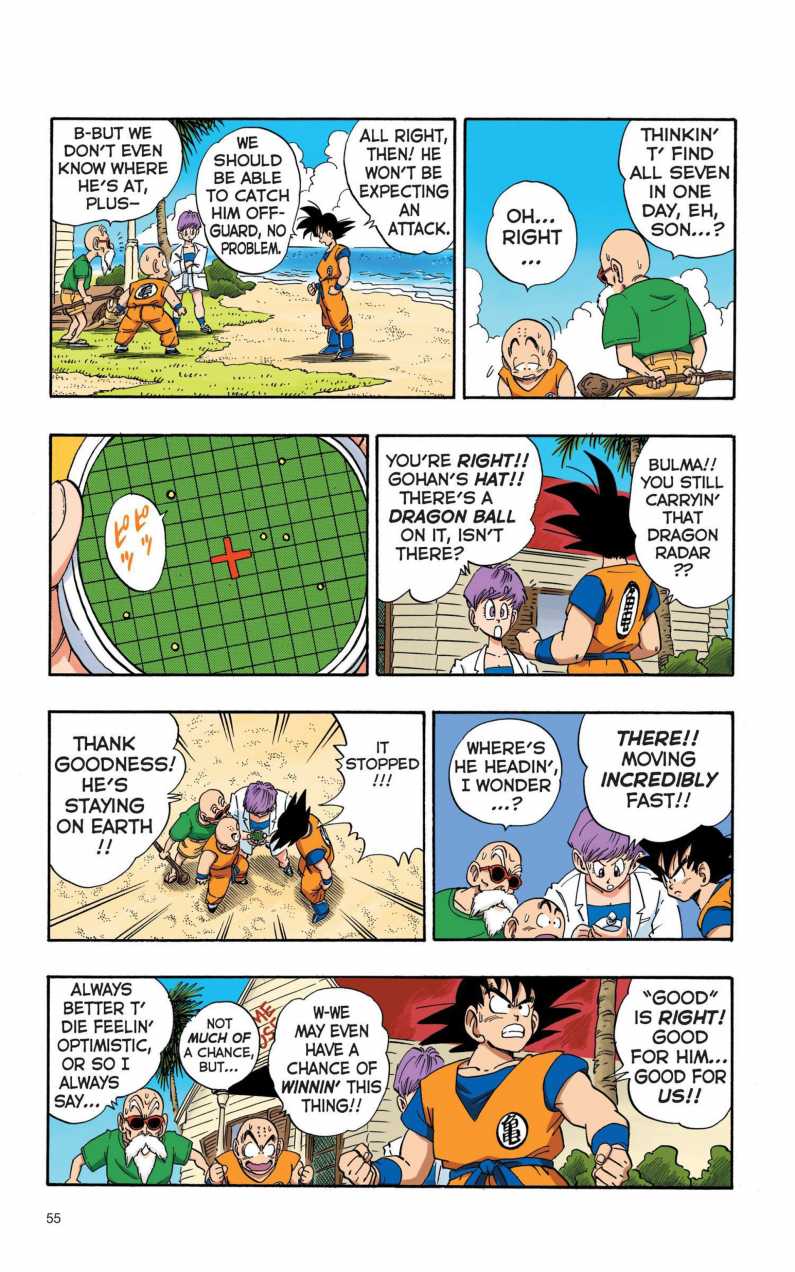 THINKIN'
T' FIND
ALL SEVEN
IN ONE
DAY, EH,
SON...?
OH...
RIGHT
...
ALL RIGHT,
THEN! HE
WON'T BE
EXPECTING
AN
ATTACK.
WE
SHOULD
BE ABLE
TO CATCH
HIM OFF-
GUARD, NO
PROBLEM.
B-BUT WE
DON'T EVEN
KNOW WHERE
HE'S AT,
PLUS–
BULMA!!
YOU STILL
CARRYIN'
THAT
DRAGON
RADAR
??
YOU'RE RIGHT!!
GOHAN'S HAT!!
THERE'S A
DRAGON BALL
ON IT, ISN'T
THERE?
ピッ
ピッ
THERE!!
MOVING
INCREDIBLY
FAST!!
WHERE'S
HE HEADIN',
I WONDER
...?
IT
STOPPED
!!!
THANK
GOODNESS!
HE'S
STAYING
ON EARTH
!!
"GOOD"
IS RIGHT!
GOOD
FOR HIM...
GOOD FOR
US!!
亀
W-WE
MAY EVEN
HAVE A
CHANCE OF
WINNIN' THIS
THING!!
NOT
MUCH OF
A CHANCE,
BUT...
ALWAYS
BETTER T'
DIE FEELIN'
OPTIMISTIC,
OR SO I
ALWAYS
SAY...
55